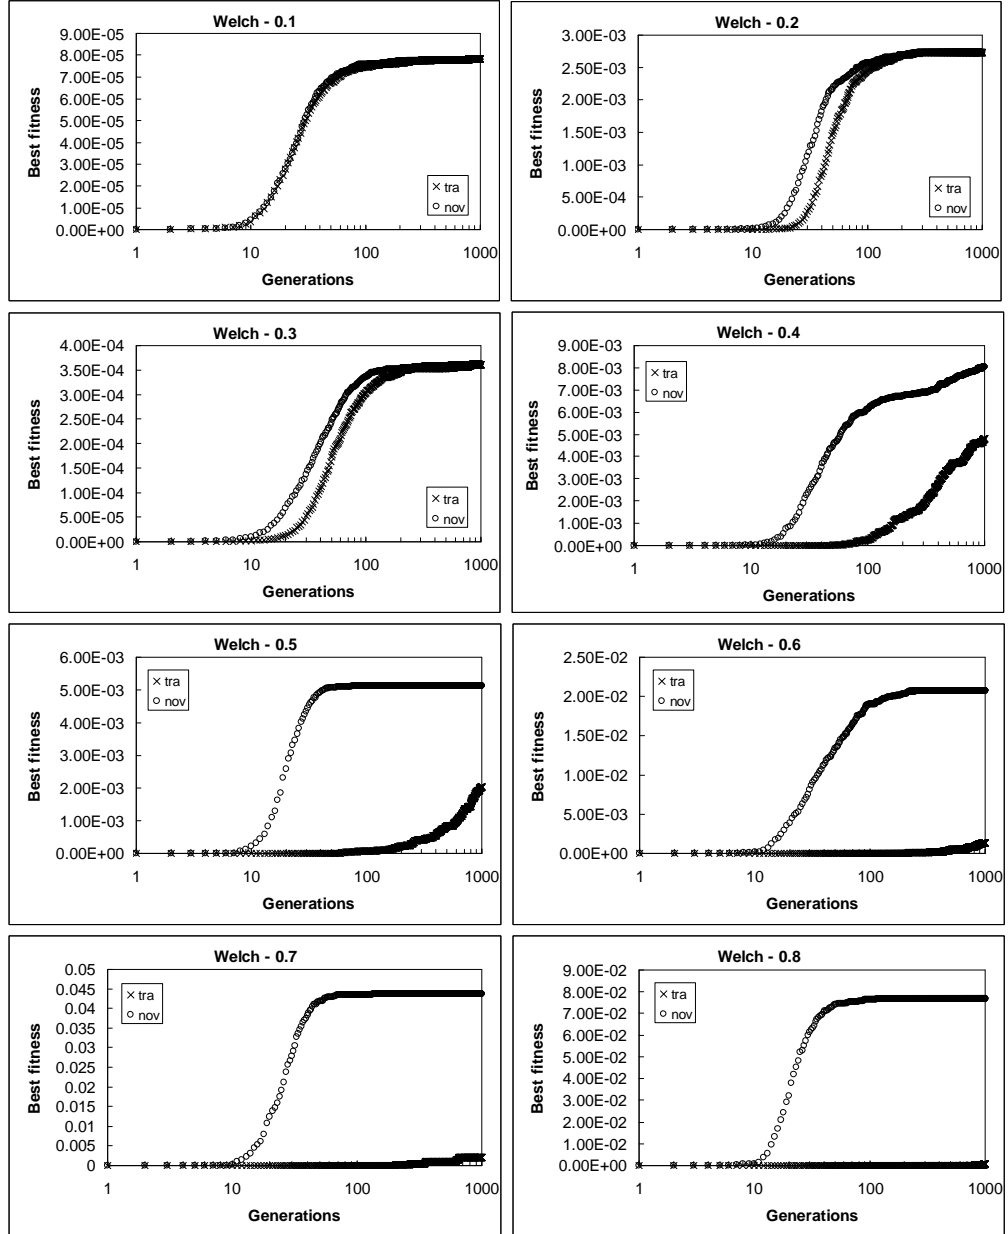 Welch - 0.1
9.00E-05
8.00E-05
7.00E-05
6.00E-05
5.00E-05
4.00E-05
3.00E-05
2.00E-05
1.00E-05
0.00E+00
Best fitness
tra
nov
1 10 100 1000
Generations
Welch - 0.2
3.00E-03
2.50E-03
2.00E-03
1.50E-03
1.00E-03
5.00E-04
0.00E+00
Best fitness
tra
nov
1 10 100 1000
Generations
Welch - 0.3
4.00E-04
3.50E-04
3.00E-04
2.50E-04
2.00E-04
1.50E-04
1.00E-04
5.00E-05
0.00E+00
Best fitness
tra
nov
1 10 100 1000
Generations
Welch - 0.4
9.00E-03
8.00E-03
7.00E-03
6.00E-03
5.00E-03
4.00E-03
3.00E-03
2.00E-03
1.00E-03
0.00E+00
Best fitness
tra
nov
1 10 100 1000
Generations
Welch - 0.5
6.00E-03
5.00E-03
4.00E-03
3.00E-03
2.00E-03
1.00E-03
0.00E+00
Best fitness
tra
nov
1 10 100 1000
Generations
Welch - 0.6
2.50E-02
2.00E-02
1.50E-02
1.00E-02
5.00E-03
0.00E+00
Best fitness
tra
nov
1 10 100 1000
Generations
Welch - 0.7
0.05
0.045
0.04
0.035
0.03
0.025
0.02
0.015
0.01
0.005
0
Best fitness
tra
nov
1 10 100 1000
Generations
Welch - 0.8
9.00E-02
8.00E-02
7.00E-02
6.00E-02
5.00E-02
4.00E-02
3.00E-02
2.00E-02
1.00E-02
0.00E+00
Best fitness
tra
nov
1 10 100 1000
Generations